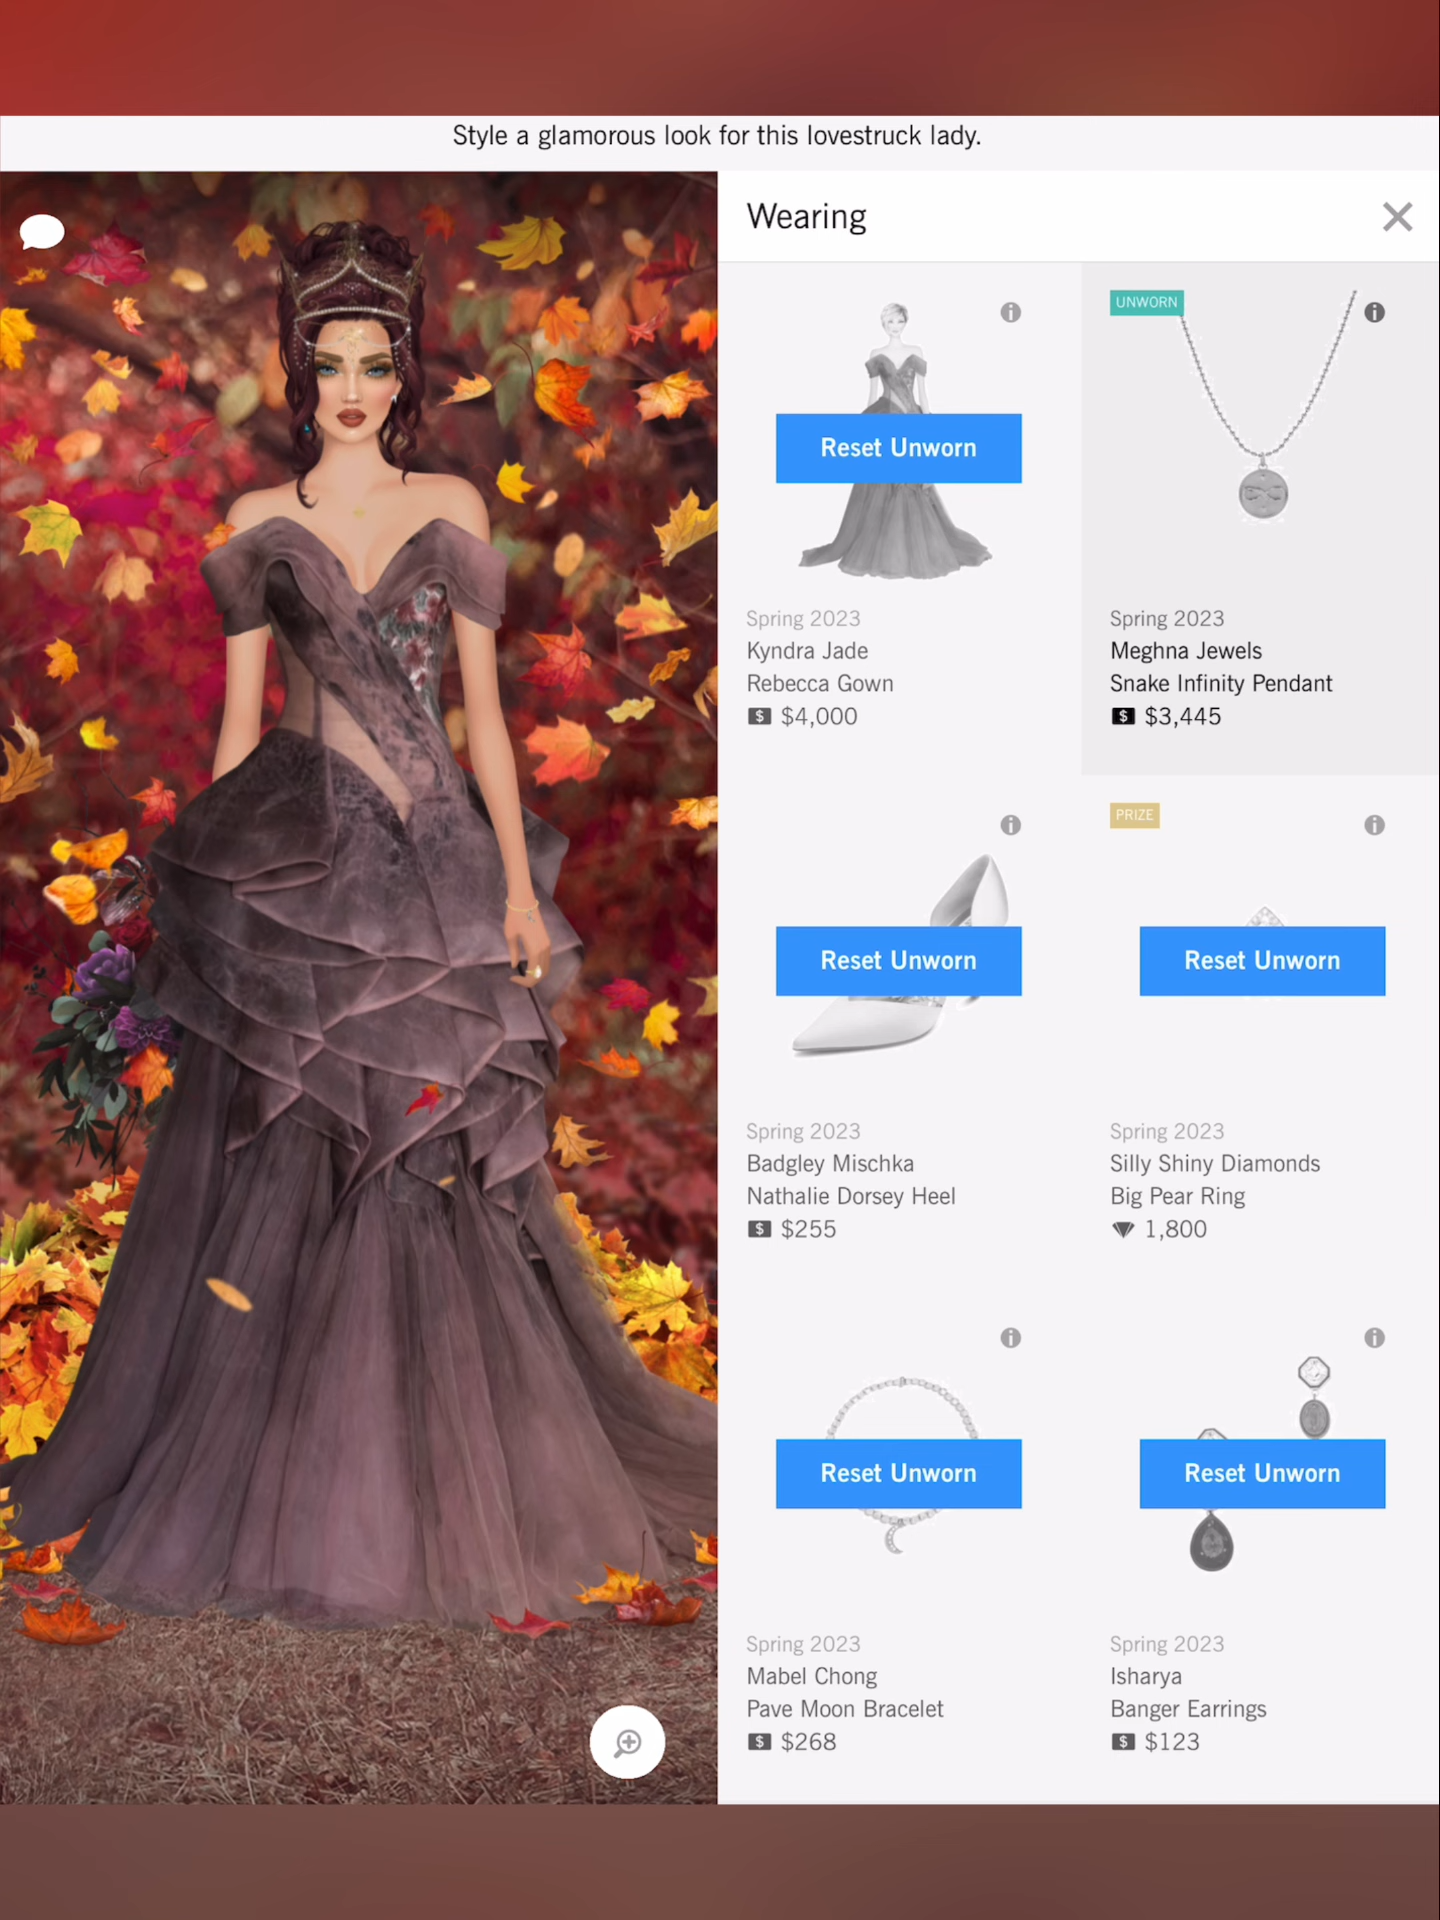 Style a glamorous look for this lovestruck lady.
Wearing
Reset Unworn
Spring 2023
Kyndra Jade
Rebecca Gown
$ $4,000
UNWORN
Spring 2023
Meghna Jewels
Snake Infinity Pendant
$ $3,445
Reset Unworn
Spring 2023
Badgley Mischka
Nathalie Dorsey Heel
$ $255
PRIZE
Reset Unworn
Spring 2023
Silly Shiny Diamonds
Big Pear Ring
1,800
Reset Unworn
Spring 2023
Mabel Chong
Pave Moon Bracelet
$ $268
Reset Unworn
Spring 2023
Isharya
Banger Earrings
$ $123